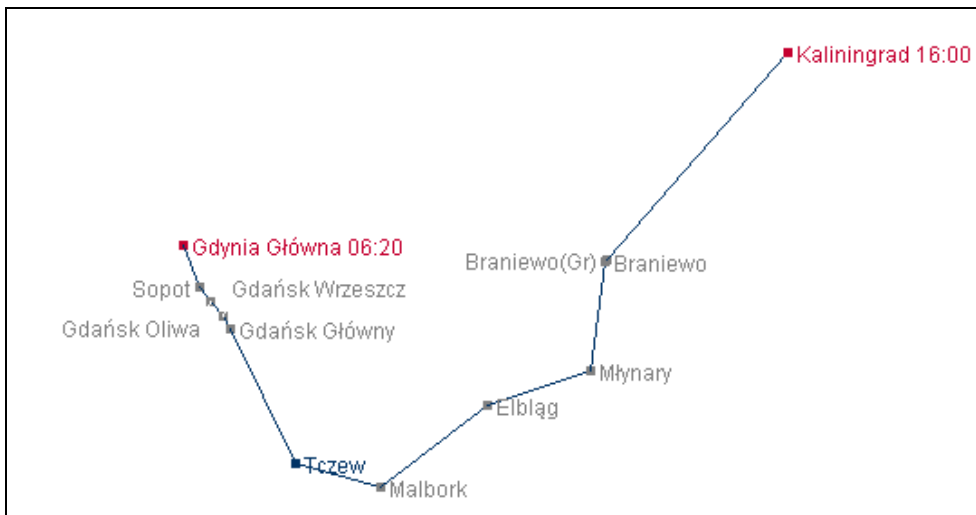 Kaliningrad 16:00
Gdynia Główna 06:20
Braniewo(Gr)
Braniewo
Sopot
Gdańsk Wrzeszcz
Gdańsk Oliwa
Gdańsk Główny
Młynary
Elbląg
Tczew
Malbork